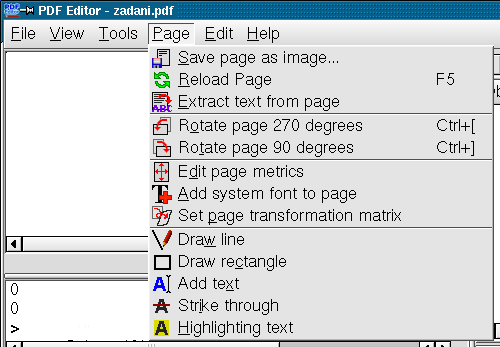 PDF Editor - zadani.pdf
File View Tools Page Edit Help
Save page as image...
Reload Page F5
Extract text from page
Rotate page 270 degrees Ctrl+[
Rotate page 90 degrees Ctrl+]
Edit page metrics
Add system font to page
Set page transformation matrix
Draw line
Draw rectangle
Add text
Strike through
Highlighting text
0
0
>